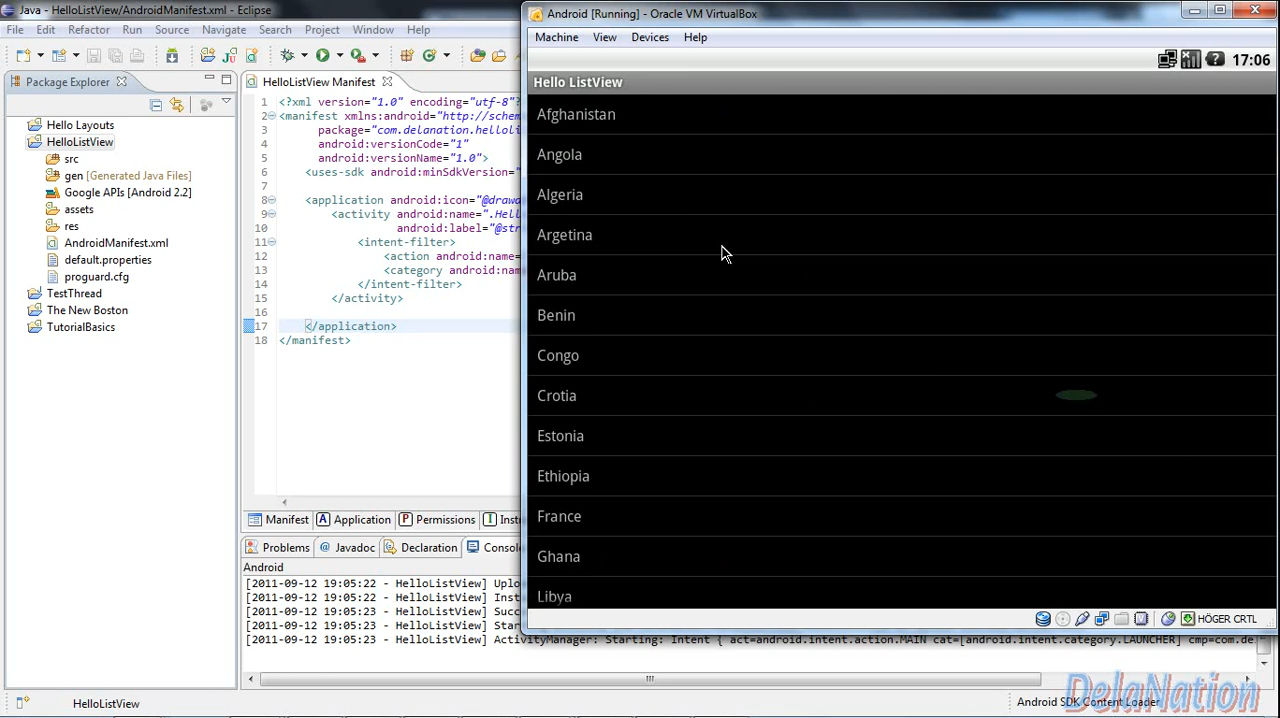 Java - HelloListView/AndroidManifest.xml - Eclipse
File Edit Refactor Run Source Navigate Search Project Window Help
Package Explorer
Hello Layouts
HelloListView
src
gen [Generated Java Files]
Google APIs [Android 2.2]
assets
res
AndroidManifest.xml
default.properties
proguard.cfg
TestThread
The New Boston
TutorialBasics
HelloListView Manifest
1 <?xml version="1.0" encoding="utf-8"?
2 <manifest xmlns:android="http://schem
3 package="com.delanation.helloli
4 android:versionCode="1"
5 android:versionName="1.0">
6 <uses-sdk android:minSdkVersion="
7
8 <application android:icon="@drawa
9 <activity android:name=".Hell
10 android:label="@str
11 <intent-filter>
12 <action android:name=
13 <category android:nam
14 </intent-filter>
15 </activity>
16
17 </application>
18 </manifest>
Manifest Application Permissions Inst
Problems Javadoc Declaration Conso
Android
[2011-09-12 19:05:22 - HelloListView] Uplo
[2011-09-12 19:05:22 - HelloListView] Inst
[2011-09-12 19:05:23 - HelloListView] Succ
[2011-09-12 19:05:23 - HelloListView] Star
[2011-09-12 19:05:23 - HelloListView] ActivityManager: Starting: Intent { act=android.intent.action.MAIN cat=[android.intent.category.LAUNCHER] cmp=com.de
HelloListView
Android SDK Content Loader
Android [Running] - Oracle VM VirtualBox
Machine View Devices Help
17:06
Hello ListView
Afghanistan
Angola
Algeria
Argetina
Aruba
Benin
Congo
Crotia
Estonia
Ethiopia
France
Ghana
Libya
HÖGER CRTL
DelaNation